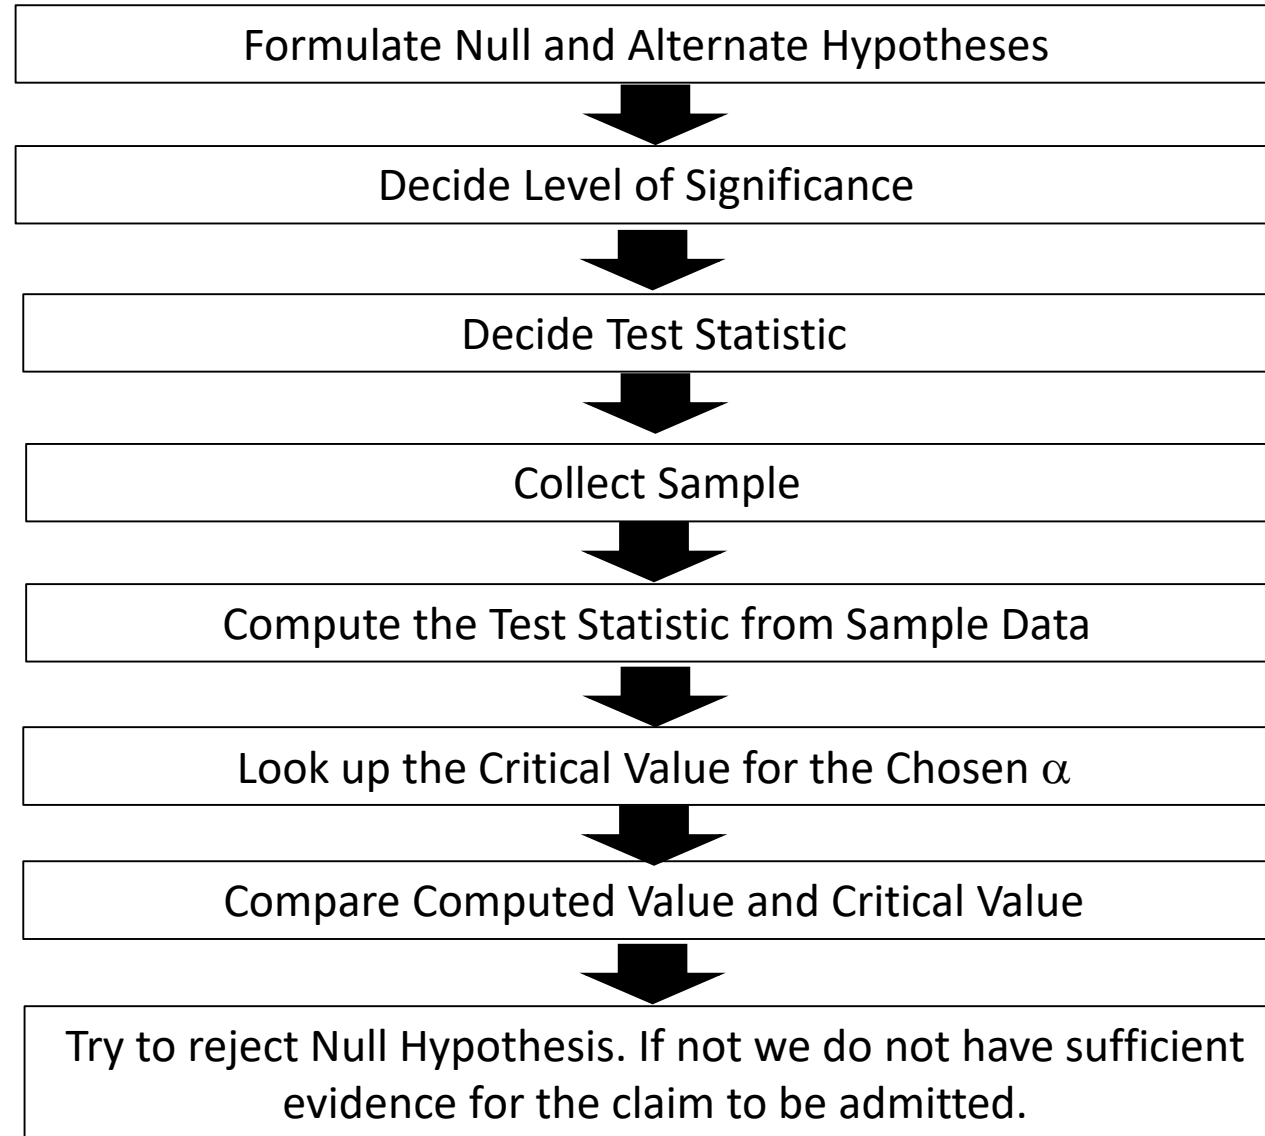 Formulate Null and Alternate Hypotheses
Decide Level of Significance
Decide Test Statistic
Collect Sample
Compute the Test Statistic from Sample Data
Look up the Critical Value for the Chosen α
Compare Computed Value and Critical Value
Try to reject Null Hypothesis. If not we do not have sufficient
evidence for the claim to be admitted.